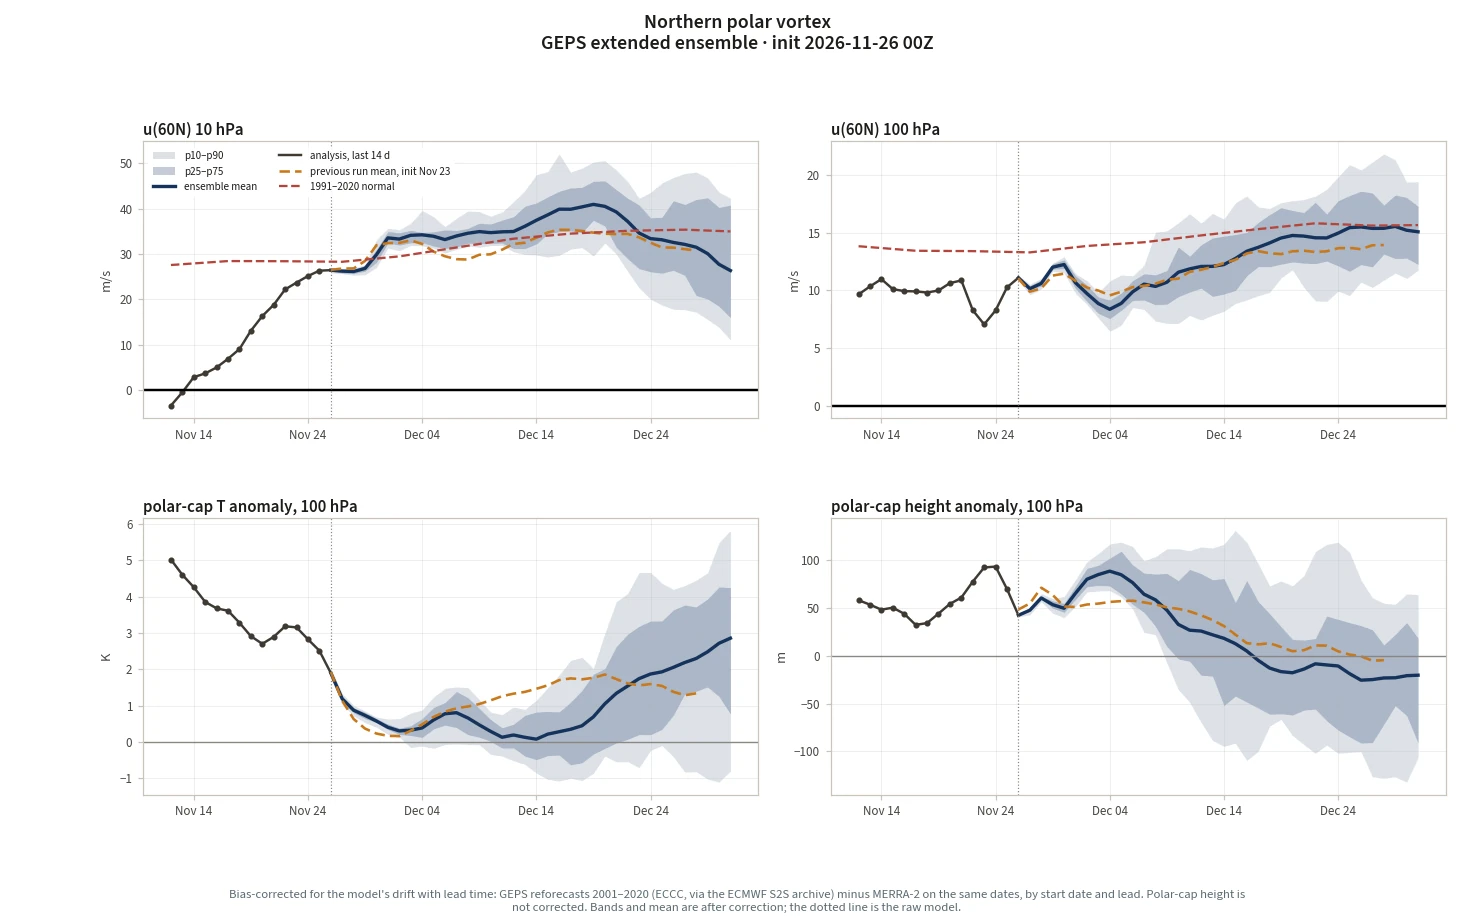 Northern polar vortex
GEPS extended ensemble · init 2026-11-26 00Z
u(60N) 10 hPa
p10–p90
p25–p75
ensemble mean
analysis, last 14 d
previous run mean, init Nov 23
1991–2020 normal
m/s
50
40
30
20
10
0
Nov 14
Nov 24
Dec 04
Dec 14
Dec 24
u(60N) 100 hPa
m/s
20
15
10
5
0
Nov 14
Nov 24
Dec 04
Dec 14
Dec 24
polar-cap T anomaly, 100 hPa
K
6
5
4
3
2
1
0
−1
Nov 14
Nov 24
Dec 04
Dec 14
Dec 24
polar-cap height anomaly, 100 hPa
m
100
50
0
−50
−100
Nov 14
Nov 24
Dec 04
Dec 14
Dec 24
Bias-corrected for the model's drift with lead time: GEPS reforecasts 2001–2020 (ECCC, via the ECMWF S2S archive) minus MERRA-2 on the same dates, by start date and lead. Polar-cap height is
not corrected. Bands and mean are after correction; the dotted line is the raw model.